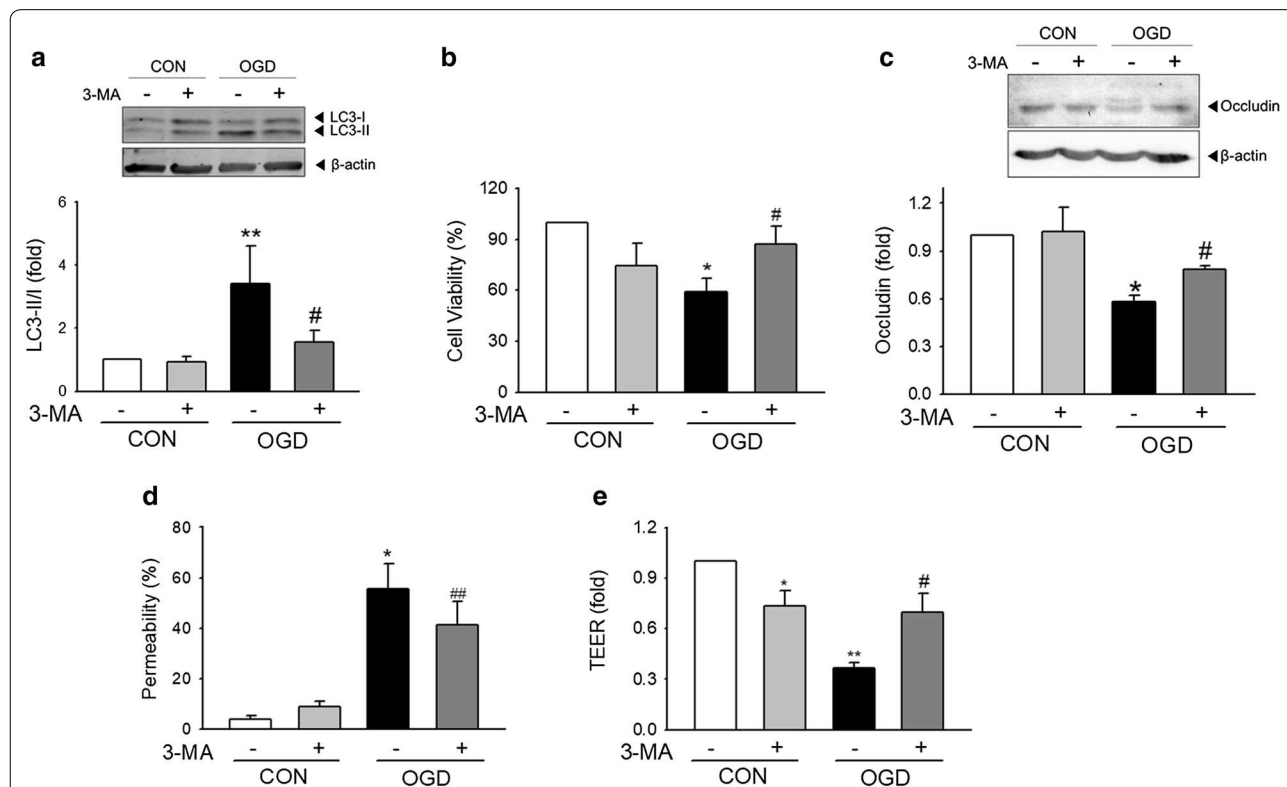 a
CON OGD
3-MA - + - +
LC3-I
LC3-II
β-actin
6
**
4
#
2
0
LC3-II/I (fold)
3-MA - + - +
CON OGD
b
120
90
60
30
0
#
*
Cell Viability (%)
3-MA - + - +
CON OGD
c
CON OGD
3-MA - + - +
Occludin
β-actin
1.2
0.9
0.6
0.3
0.0
#
*
Occludin (fold)
3-MA - + - +
CON OGD
d
80
60
40
20
0
*
##
Permeability (%)
3-MA - + - +
CON OGD
e
1.2
0.9
0.6
0.3
0.0
*
**
#
TEER (fold)
3-MA - + - +
CON OGD